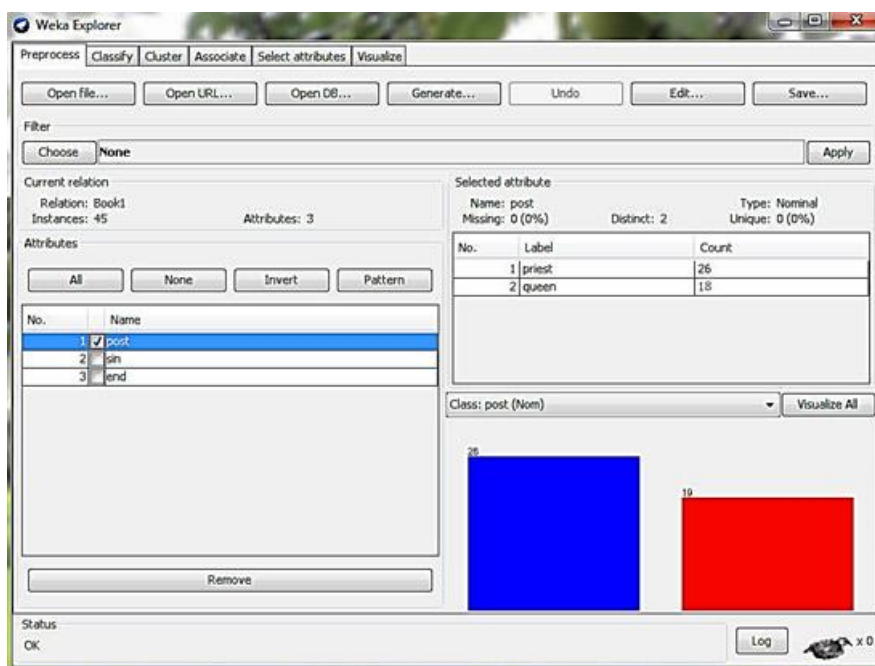 Weka Explorer
Preprocess Classify Cluster Associate Select attributes Visualize
Open file... Open URL... Open DB... Generate... Undo Edit... Save...
Filter
Choose None Apply
Current relation
Relation: Book1
Instances: 45 Attributes: 3
Attributes
All None Invert Pattern
No. Name
1 post
2 sin
3 end
Remove
Selected attribute
Name: post Type: Nominal
Missing: 0 (0%) Distinct: 2 Unique: 0 (0%)
No. Label Count
1 priest 26
2 queen 18
Class: post (Nom) Visualize All
26
19
Status
OK
Log x 0